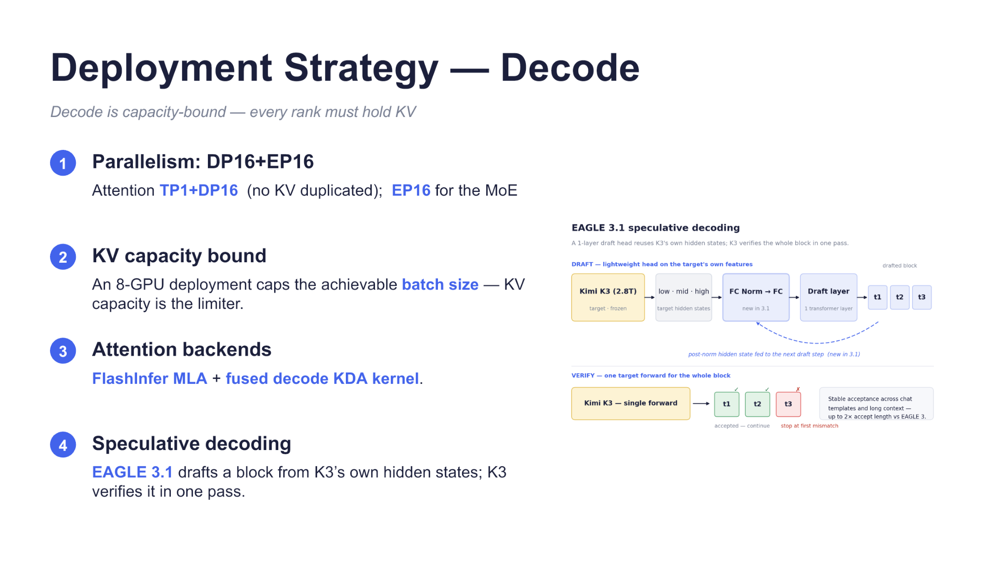 Deployment Strategy — Decode
Decode is capacity-bound — every rank must hold KV
1
Parallelism: DP16+EP16
Attention TP1+DP16 (no KV duplicated); EP16 for the MoE
2
KV capacity bound
An 8-GPU deployment caps the achievable batch size — KV
capacity is the limiter.
3
Attention backends
FlashInfer MLA + fused decode KDA kernel.
4
Speculative decoding
EAGLE 3.1 drafts a block from K3’s own hidden states; K3
verifies it in one pass.
EAGLE 3.1 speculative decoding
A 1-layer draft head reuses K3's own hidden states; K3 verifies the whole block in one pass.
DRAFT — lightweight head on the target's own features
drafted block
Kimi K3 (2.8T)
target · frozen
low · mid · high
target hidden states
FC Norm → FC
new in 3.1
Draft layer
1 transformer layer
t1
t2
t3
post-norm hidden state fed to the next draft step (new in 3.1)
VERIFY — one target forward for the whole block
Kimi K3 — single forward
✓
t1
✓
t2
✗
t3
accepted — continue
stop at first mismatch
Stable acceptance across chat
templates and long context —
up to 2× accept length vs EAGLE 3.